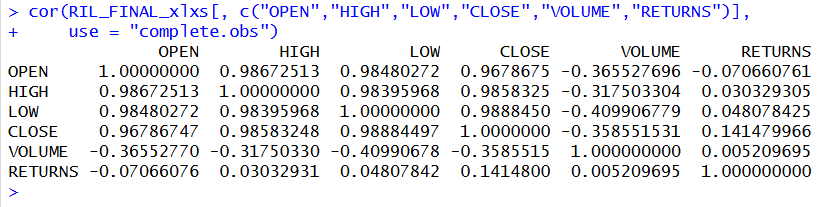 > cor(RIL_FINAL_xlxs[, c("OPEN","HIGH","LOW","CLOSE","VOLUME","RETURNS")],
+     use = "complete.obs")
               OPEN       HIGH        LOW      CLOSE       VOLUME      RETURNS
OPEN     1.00000000 0.98672513 0.98480272  0.9678675 -0.365527696 -0.070660761
HIGH     0.98672513 1.00000000 0.98395968  0.9858325 -0.317503304  0.030329305
LOW      0.98480272 0.98395968 1.00000000  0.9888450 -0.409906779  0.048078425
CLOSE    0.96786747 0.98583248 0.98884497  1.0000000 -0.358551531  0.141479966
VOLUME  -0.36552770 -0.31750330 -0.40990678 -0.3585515  1.000000000  0.005209695
RETURNS -0.07066076 0.03032931 0.04807842  0.1414800  0.005209695  1.000000000
>